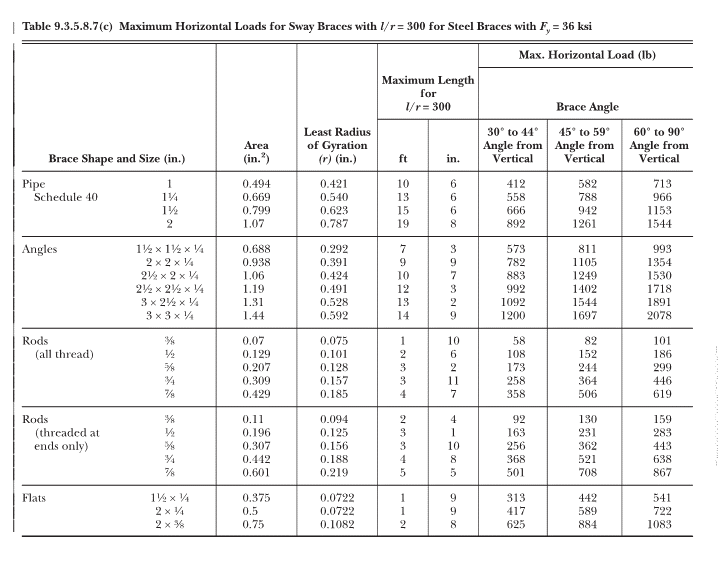 Table 9.3.5.8.7(c) Maximum Horizontal Loads for Sway Braces with l/r = 300 for Steel Braces with Fy = 36 ksi
Max. Horizontal Load (lb)
Maximum Length
for
l/r = 300
Brace Angle
Brace Shape and Size (in.)
Area
(in.²)
Least Radius
of Gyration
(r) (in.)
ft
in.
30° to 44°
Angle from
Vertical
45° to 59°
Angle from
Vertical
60° to 90°
Angle from
Vertical
Pipe 1 0.494 0.421 10 6 412 582 713
Schedule 40 1¼ 0.669 0.540 13 6 558 788 966
1½ 0.799 0.623 15 6 666 942 1153
2 1.07 0.787 19 8 892 1261 1544
Angles 1½ × 1½ × ¼ 0.688 0.292 7 3 573 811 993
2 × 2 × ¼ 0.938 0.391 9 9 782 1105 1354
2½ × 2 × ¼ 1.06 0.424 10 7 883 1249 1530
2½ × 2½ × ¼ 1.19 0.491 12 3 992 1402 1718
3 × 2½ × ¼ 1.31 0.528 13 2 1092 1544 1891
3 × 3 × ¼ 1.44 0.592 14 9 1200 1697 2078
Rods ⅜ 0.07 0.075 1 10 58 82 101
(all thread) ½ 0.129 0.101 2 6 108 152 186
⅝ 0.207 0.128 3 2 173 244 299
¾ 0.309 0.157 3 11 258 364 446
⅞ 0.429 0.185 4 7 358 506 619
Rods ⅜ 0.11 0.094 2 4 92 130 159
(threaded at ½ 0.196 0.125 3 1 163 231 283
ends only) ⅝ 0.307 0.156 3 10 256 362 443
¾ 0.442 0.188 4 8 368 521 638
⅞ 0.601 0.219 5 5 501 708 867
Flats 1½ × ¼ 0.375 0.0722 1 9 313 442 541
2 × ¼ 0.5 0.0722 1 9 417 589 722
2 × ⅜ 0.75 0.1082 2 8 625 884 1083